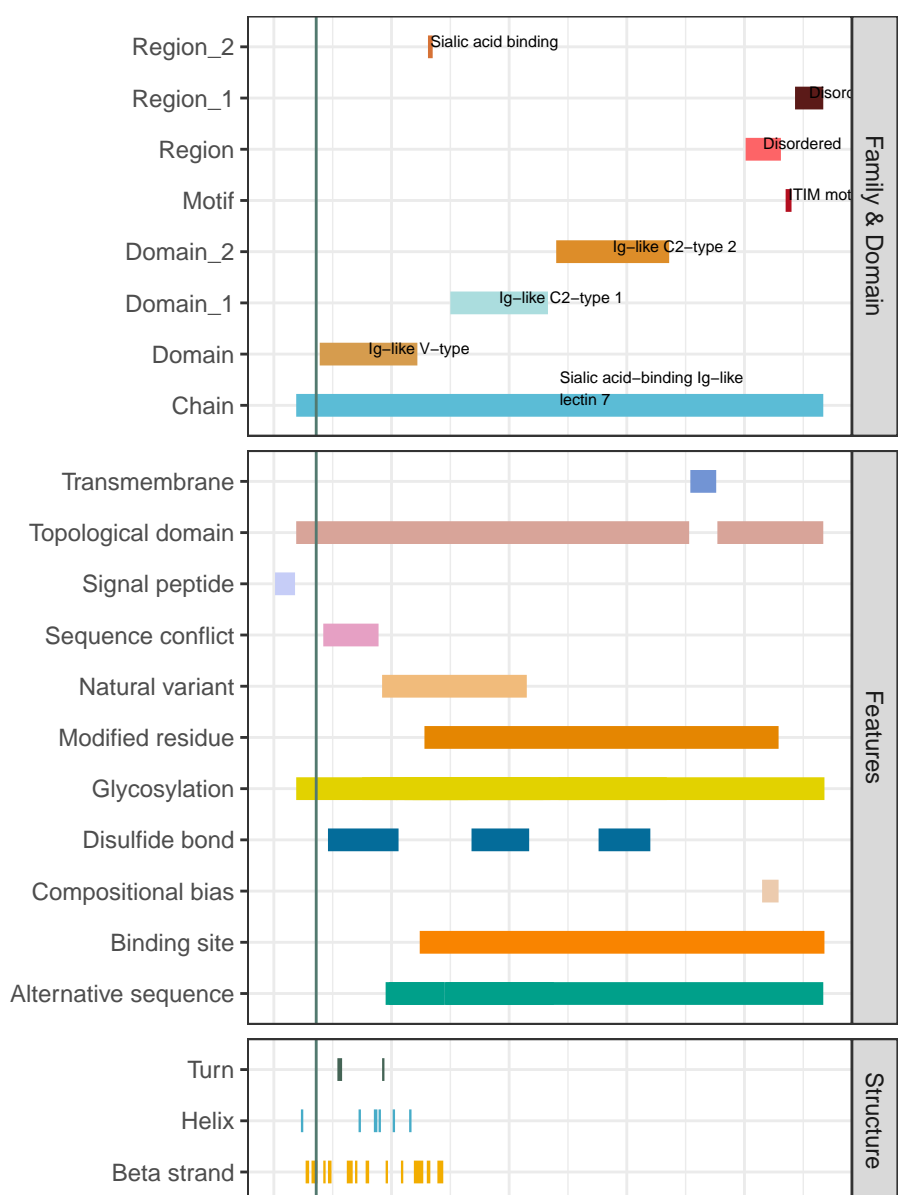 Region_2
Sialic acid binding
Region_1
Disord
Region
Disordered
Motif
ITIM mot
Domain_2
Ig−like C2−type 2
Domain_1
Ig−like C2−type 1
Domain
Ig−like V−type
Chain
Sialic acid−binding Ig−like
lectin 7
Family & Domain
Transmembrane
Topological domain
Signal peptide
Sequence conflict
Natural variant
Modified residue
Glycosylation
Disulfide bond
Compositional bias
Binding site
Alternative sequence
Features
Turn
Helix
Beta strand
Structure